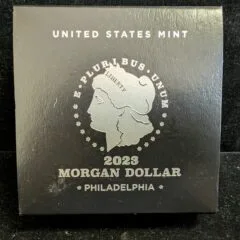 UNITED STATES MINT
E · PLURIBUS · UNUM
LIBERTY
2023
MORGAN DOLLAR
• PHILADELPHIA •